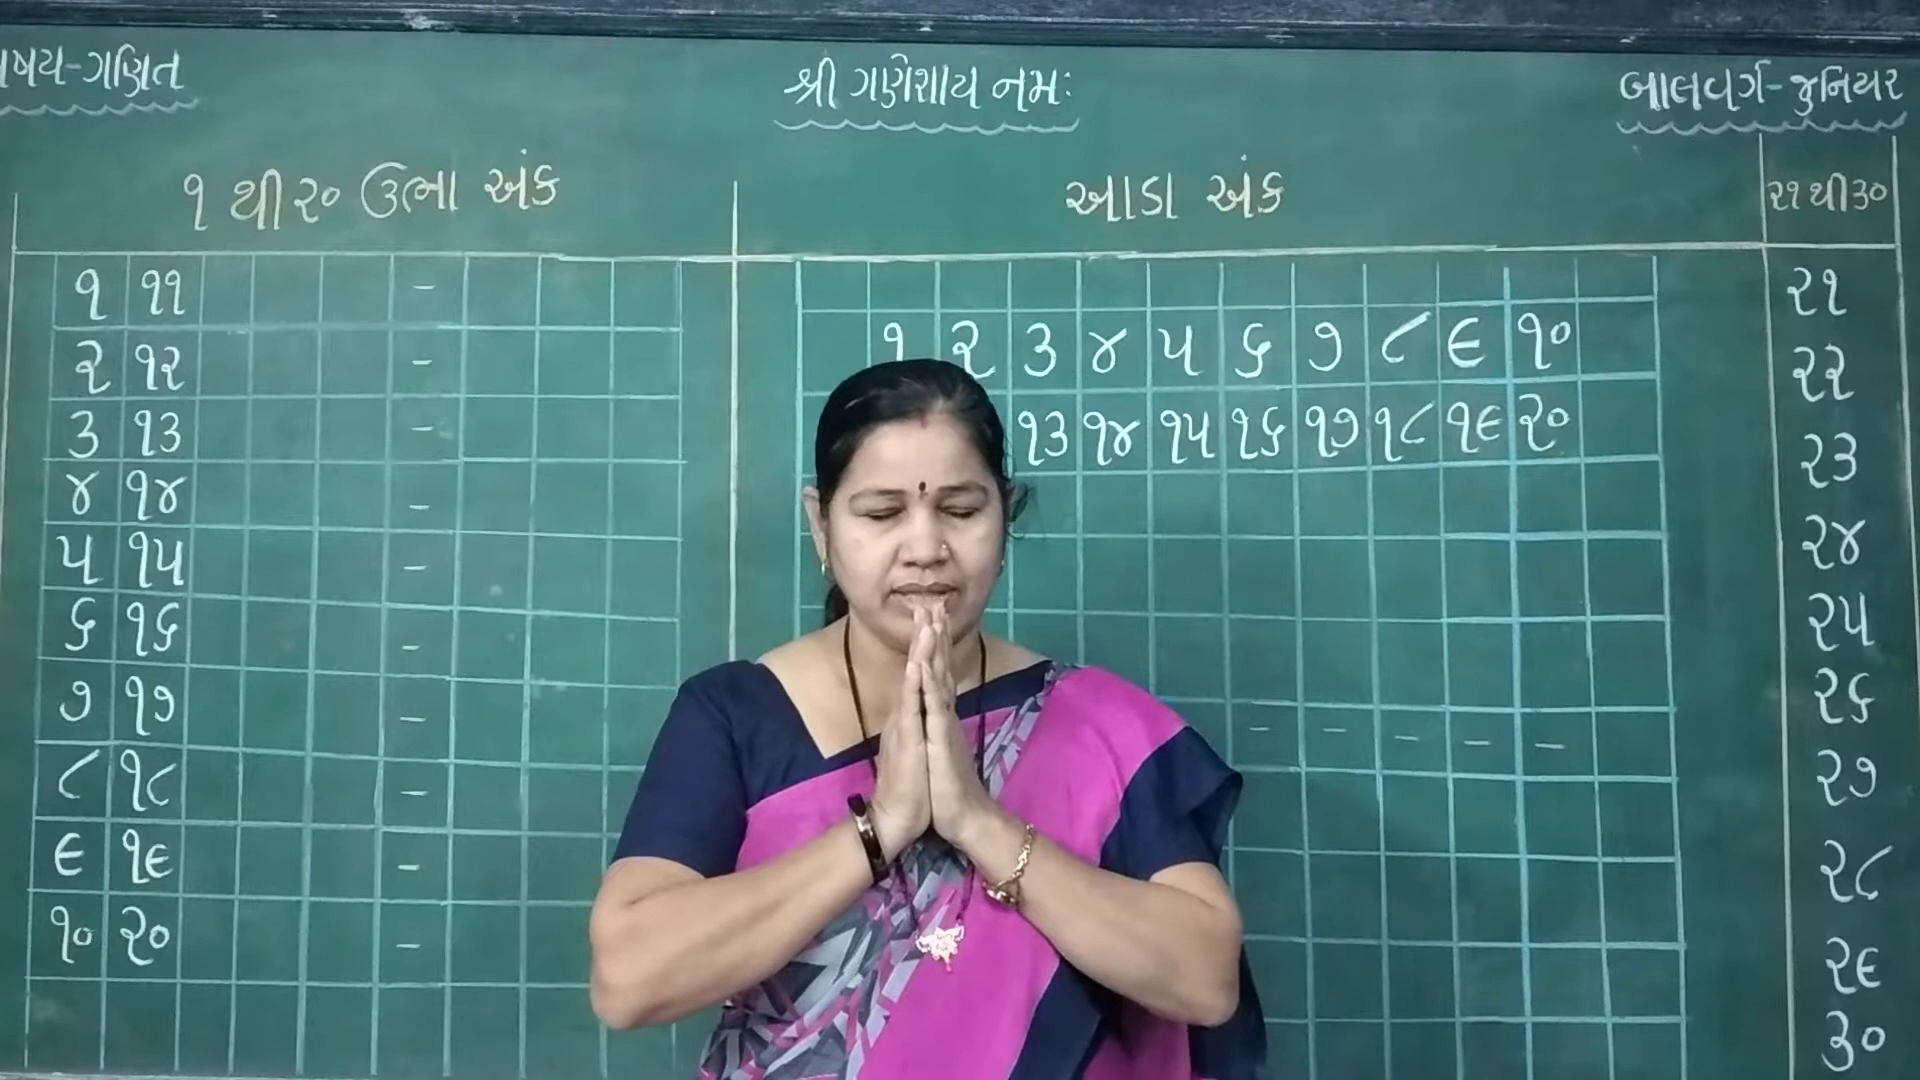 ષય-ગણિત
શ્રી ગણેશાય નમઃ
બાલવર્ગ-જુનિયર
૧ થી ૨૦ ઉભા અંક
આડા અંક
૨૧ થી ૩૦
૧ ૧૧
૨ ૧૨
૩ ૧૩
૪ ૧૪
૫ ૧૫
૬ ૧૬
૭ ૧૭
૮ ૧૮
૯ ૧૯
૧૦ ૨૦
૧ ૨ ૩ ૪ ૫ ૬ ૭ ૮ ૯ ૧૦
૧૩ ૧૪ ૧૫ ૧૬ ૧૭ ૧૮ ૧૯ ૨૦
૨૧
૨૨
૨૩
૨૪
૨૫
૨૬
૨૭
૨૮
૨૯
૩૦